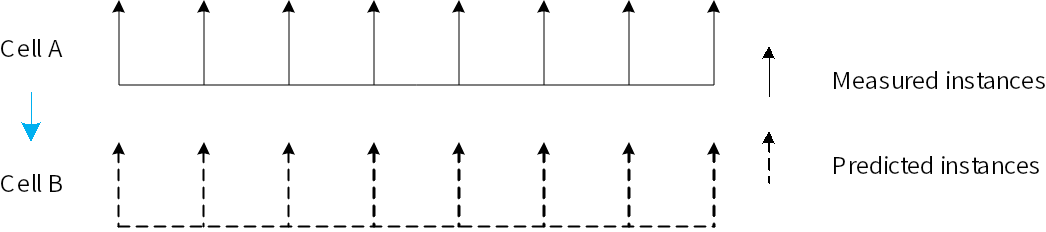 Cell A
Measured instances
Predicted instances
Cell B